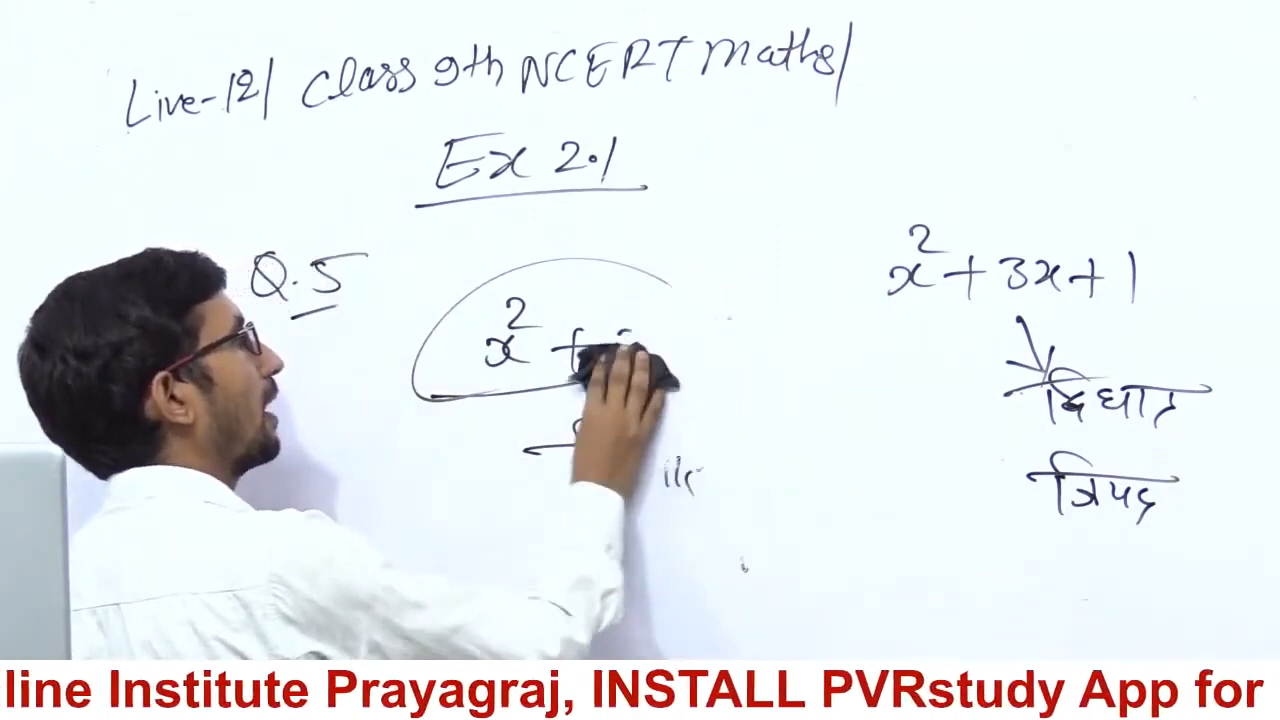 Live-12/ Class 9th NCERT Maths/
Ex 2.1
Q.5
x² +
x² + 3x + 1
द्विघात
त्रिपद
line Institute Prayagraj, INSTALL PVRstudy App for